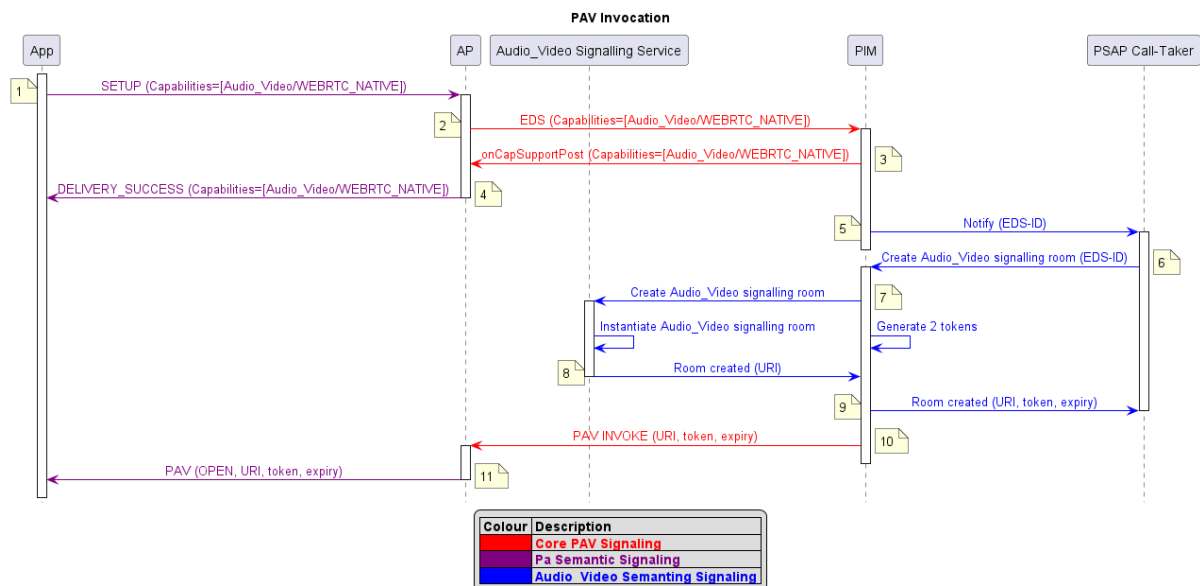 PAV Invocation
App
AP
Audio_Video Signalling Service
PIM
PSAP Call-Taker
1
SETUP (Capabilities=[Audio_Video/WEBRTC_NATIVE])
2
EDS (Capabilities=[Audio_Video/WEBRTC_NATIVE])
onCapSupportPost (Capabilities=[Audio_Video/WEBRTC_NATIVE])
3
DELIVERY_SUCCESS (Capabilities=[Audio_Video/WEBRTC_NATIVE])
4
5
Notify (EDS-ID)
Create Audio_Video signalling room (EDS-ID)
6
Create Audio_Video signalling room
7
Instantiate Audio_Video signalling room
Generate 2 tokens
8
Room created (URI)
9
Room created (URI, token, expiry)
PAV INVOKE (URI, token, expiry)
10
PAV (OPEN, URI, token, expiry)
11
Colour Description
Core PAV Signaling
Pa Semantic Signaling
Audio_Video Semanting Signaling